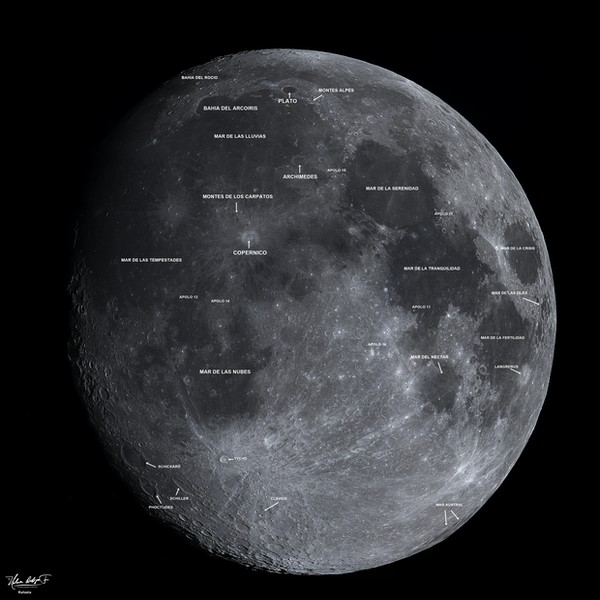 BAHIA DEL ROCIO
MONTES ALPES
PLATO
BAHIA DEL ARCOIRIS
MAR DE LAS LLUVIAS
APOLO 15
ARCHIMEDES
MAR DE LA SERENIDAD
MONTES DE LOS CARPATOS
MAR DE LA CRISIS
COPERNICO
MAR DE LAS TEMPESTADES
MAR DE LA TRANQUILIDAD
MAR DE LAS OLAS
APOLO 12
APOLO 14
APOLO 11
MAR DE LA FERTILIDAD
APOLO 16
MAR DEL NECTAR
LANGRENUS
MAR DE LAS NUBES
TYCHO
SCHICKARD
SCHILLER
CLAVIUS
PHOCYLIDES
MAR AUSTRAL